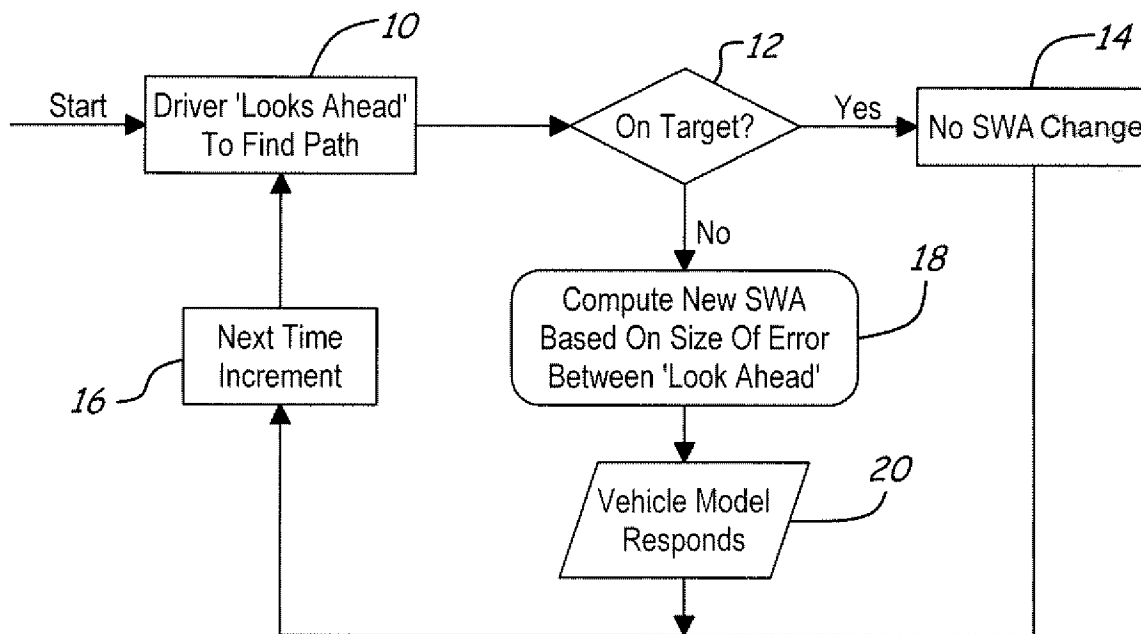 10
12
14
Start
Driver 'Looks Ahead'
To Find Path
On Target?
Yes
No SWA Change
No
18
Compute New SWA
Based On Size Of Error
Between 'Look Ahead'
Next Time
Increment
16
20
Vehicle Model
Responds